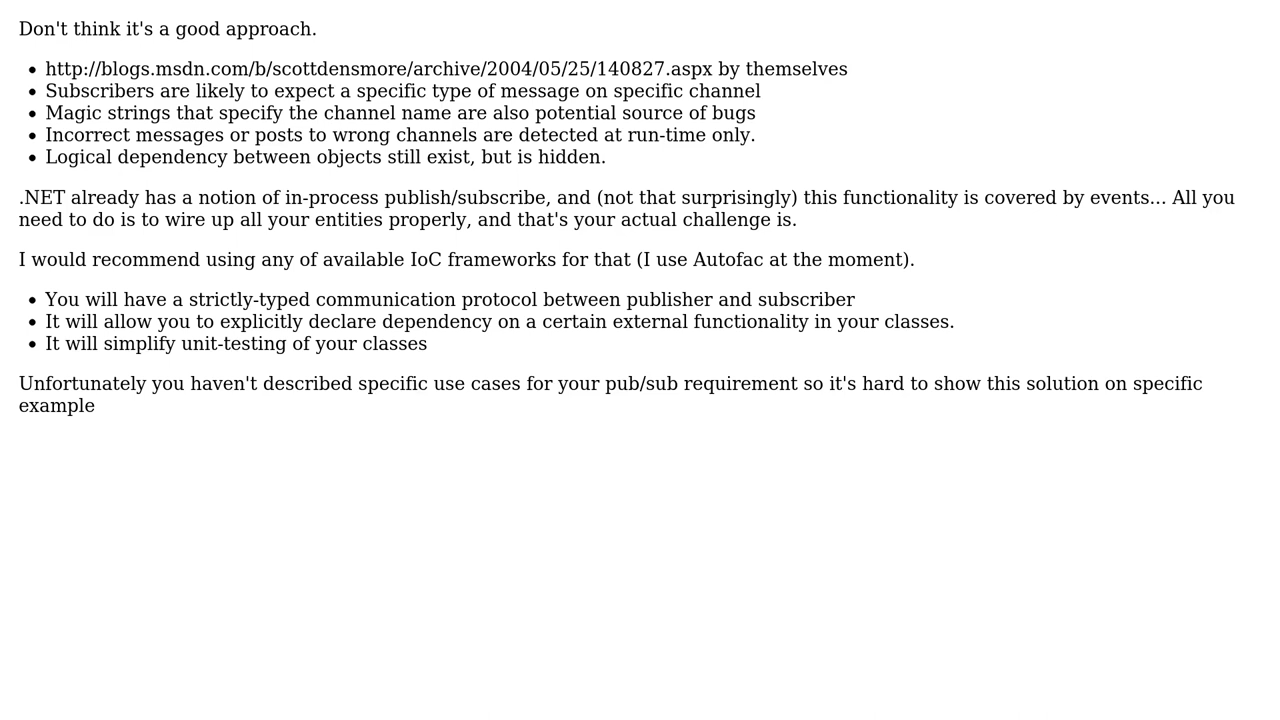 Don't think it's a good approach.
• http://blogs.msdn.com/b/scottdensmore/archive/2004/05/25/140827.aspx by themselves
• Subscribers are likely to expect a specific type of message on specific channel
• Magic strings that specify the channel name are also potential source of bugs
• Incorrect messages or posts to wrong channels are detected at run-time only.
• Logical dependency between objects still exist, but is hidden.
.NET already has a notion of in-process publish/subscribe, and (not that surprisingly) this functionality is covered by events... All you
need to do is to wire up all your entities properly, and that's your actual challenge is.
I would recommend using any of available IoC frameworks for that (I use Autofac at the moment).
• You will have a strictly-typed communication protocol between publisher and subscriber
• It will allow you to explicitly declare dependency on a certain external functionality in your classes.
• It will simplify unit-testing of your classes
Unfortunately you haven't described specific use cases for your pub/sub requirement so it's hard to show this solution on specific
example